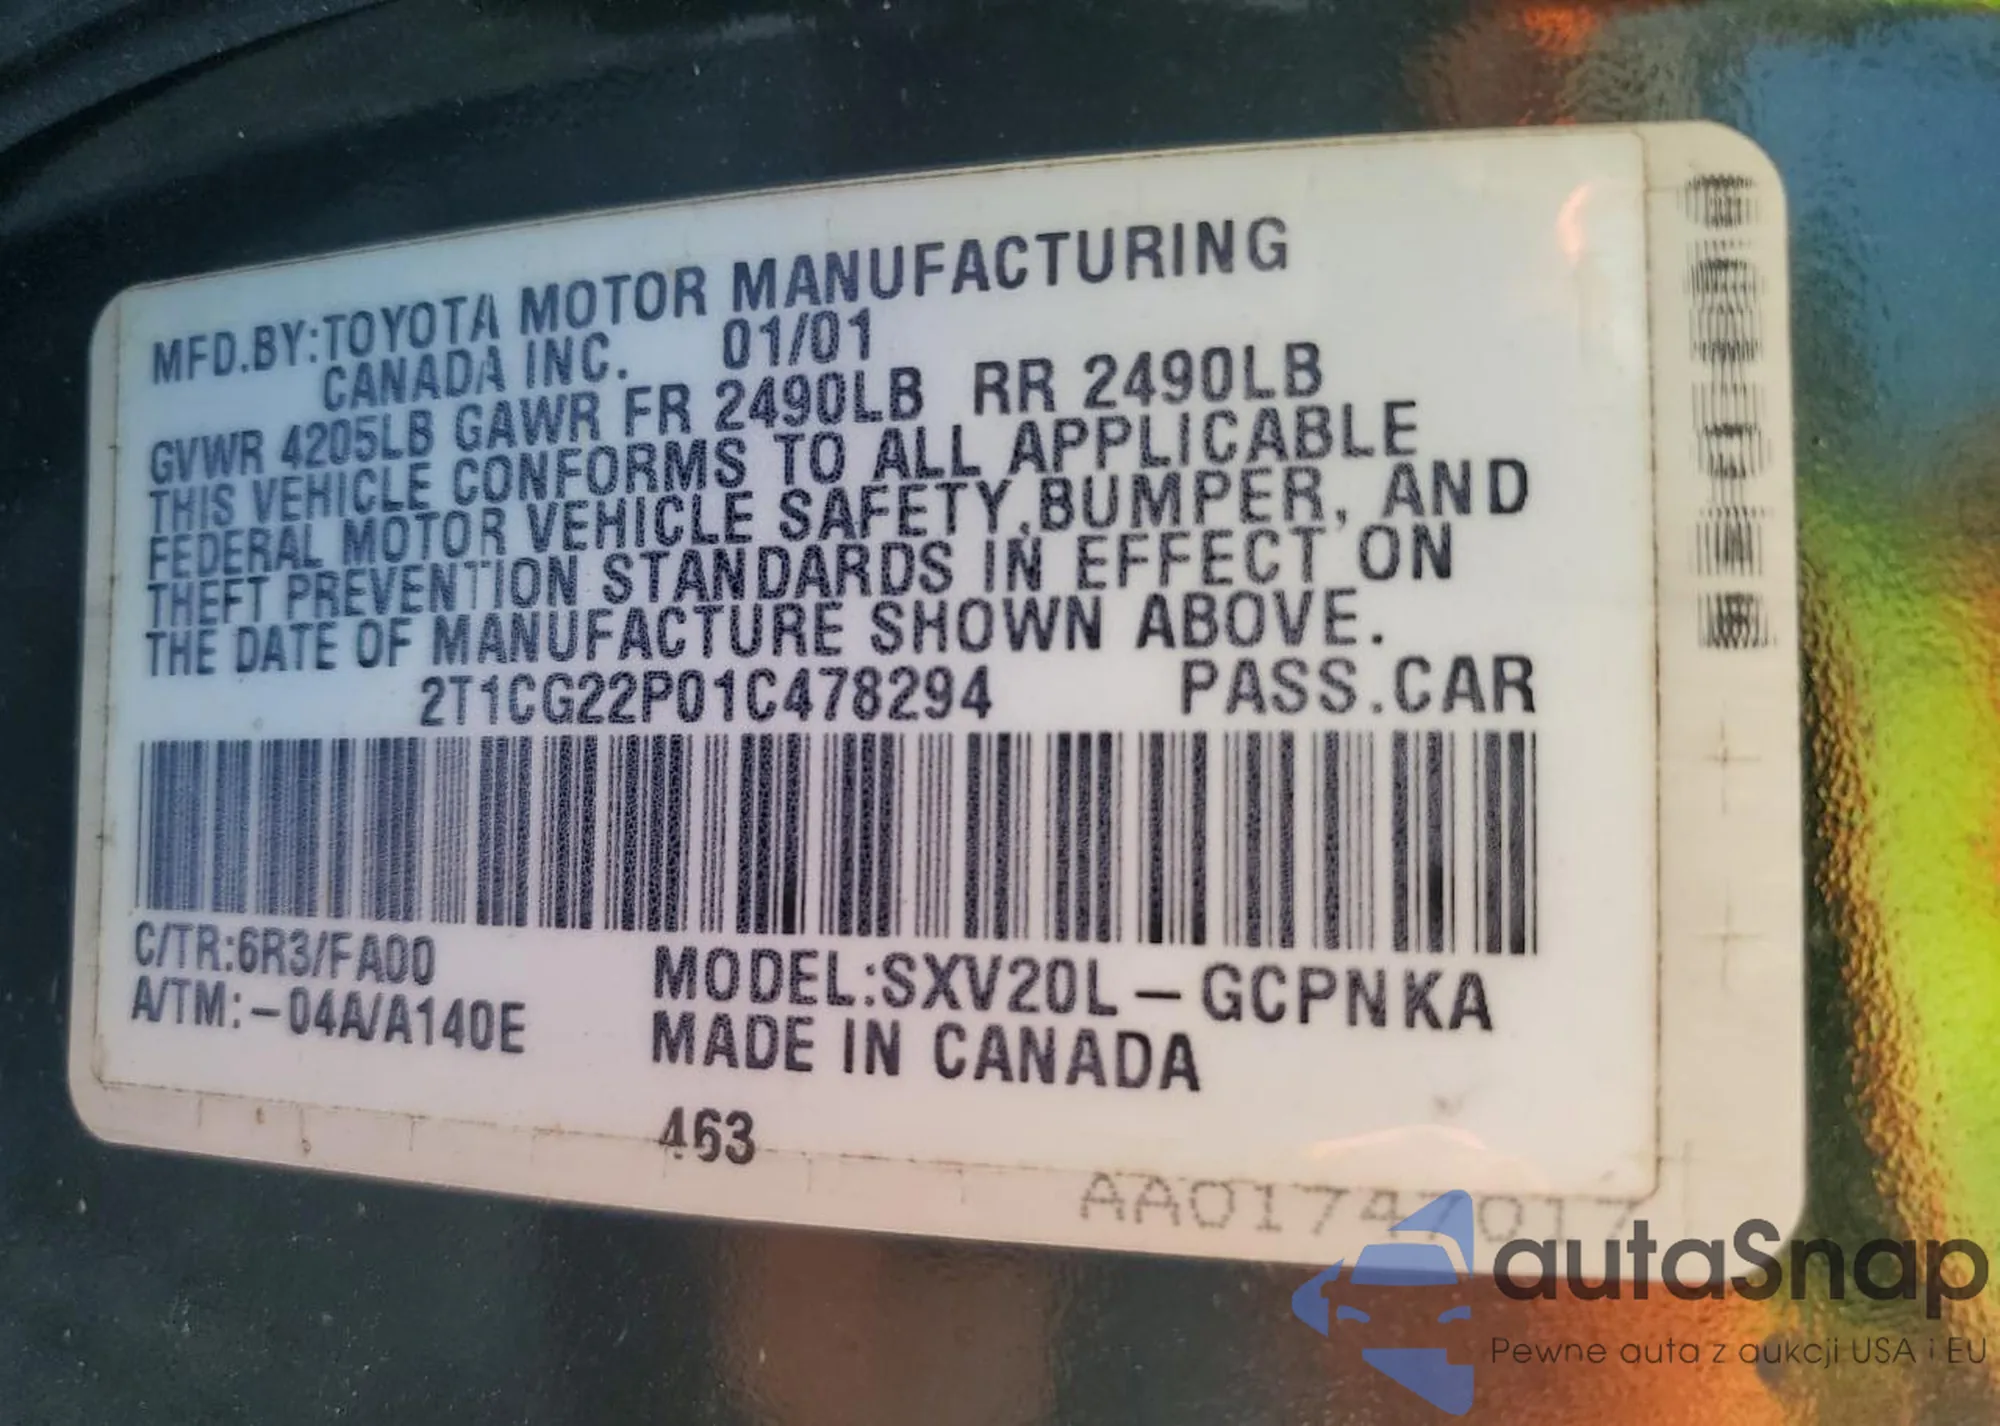 MFD.BY:TOYOTA MOTOR MANUFACTURING
CANADA INC. 01/01
GVWR 4205LB GAWR FR 2490LB RR 2490LB
THIS VEHICLE CONFORMS TO ALL APPLICABLE
FEDERAL MOTOR VEHICLE SAFETY,BUMPER, AND
THEFT PREVENTION STANDARDS IN EFFECT ON
THE DATE OF MANUFACTURE SHOWN ABOVE.
2T1CG22P01C478294 PASS.CAR
C/TR:6R3/FA00
A/TM:-04A/A140E
MODEL:SXV20L-GCPNKA
MADE IN CANADA
463
AA01747017
autaSnap
Pewne auta z aukcji USA i EU